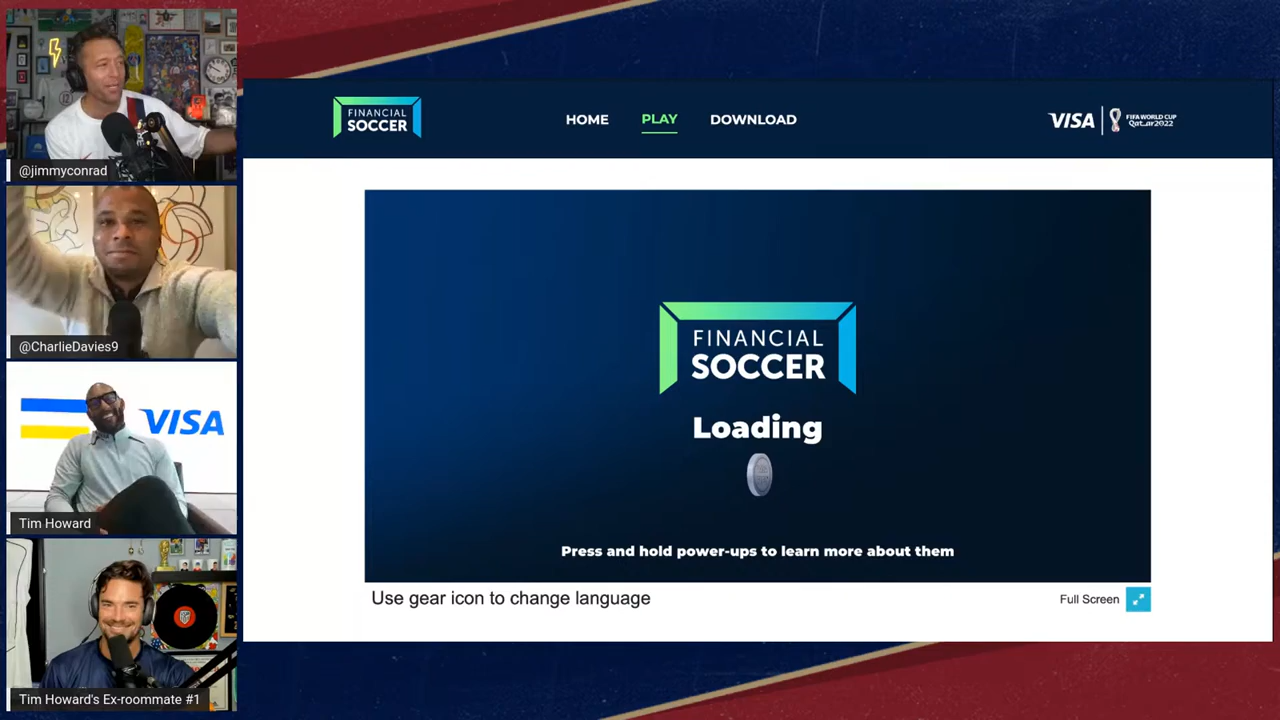 @jimmyconrad
@CharlieDavies9
VISA
Tim Howard
Tim Howard's Ex-roommate #1
FINANCIAL
SOCCER
HOME
PLAY
DOWNLOAD
VISA
FIFA WORLD CUP
Qatar2022
FINANCIAL
SOCCER
Loading
Press and hold power-ups to learn more about them
Use gear icon to change language
Full Screen